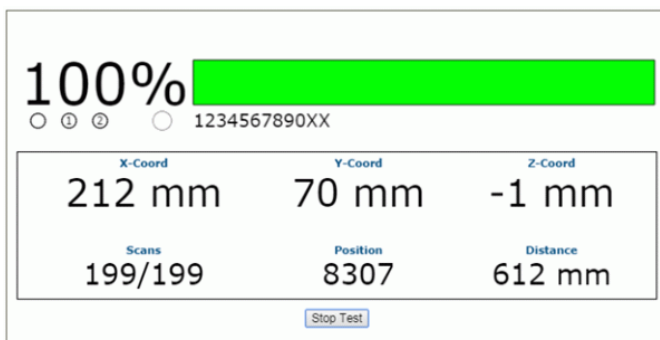 100%
① ② 1234567890XX
X-Coord Y-Coord Z-Coord
212 mm 70 mm -1 mm
Scans Position Distance
199/199 8307 612 mm
Stop Test